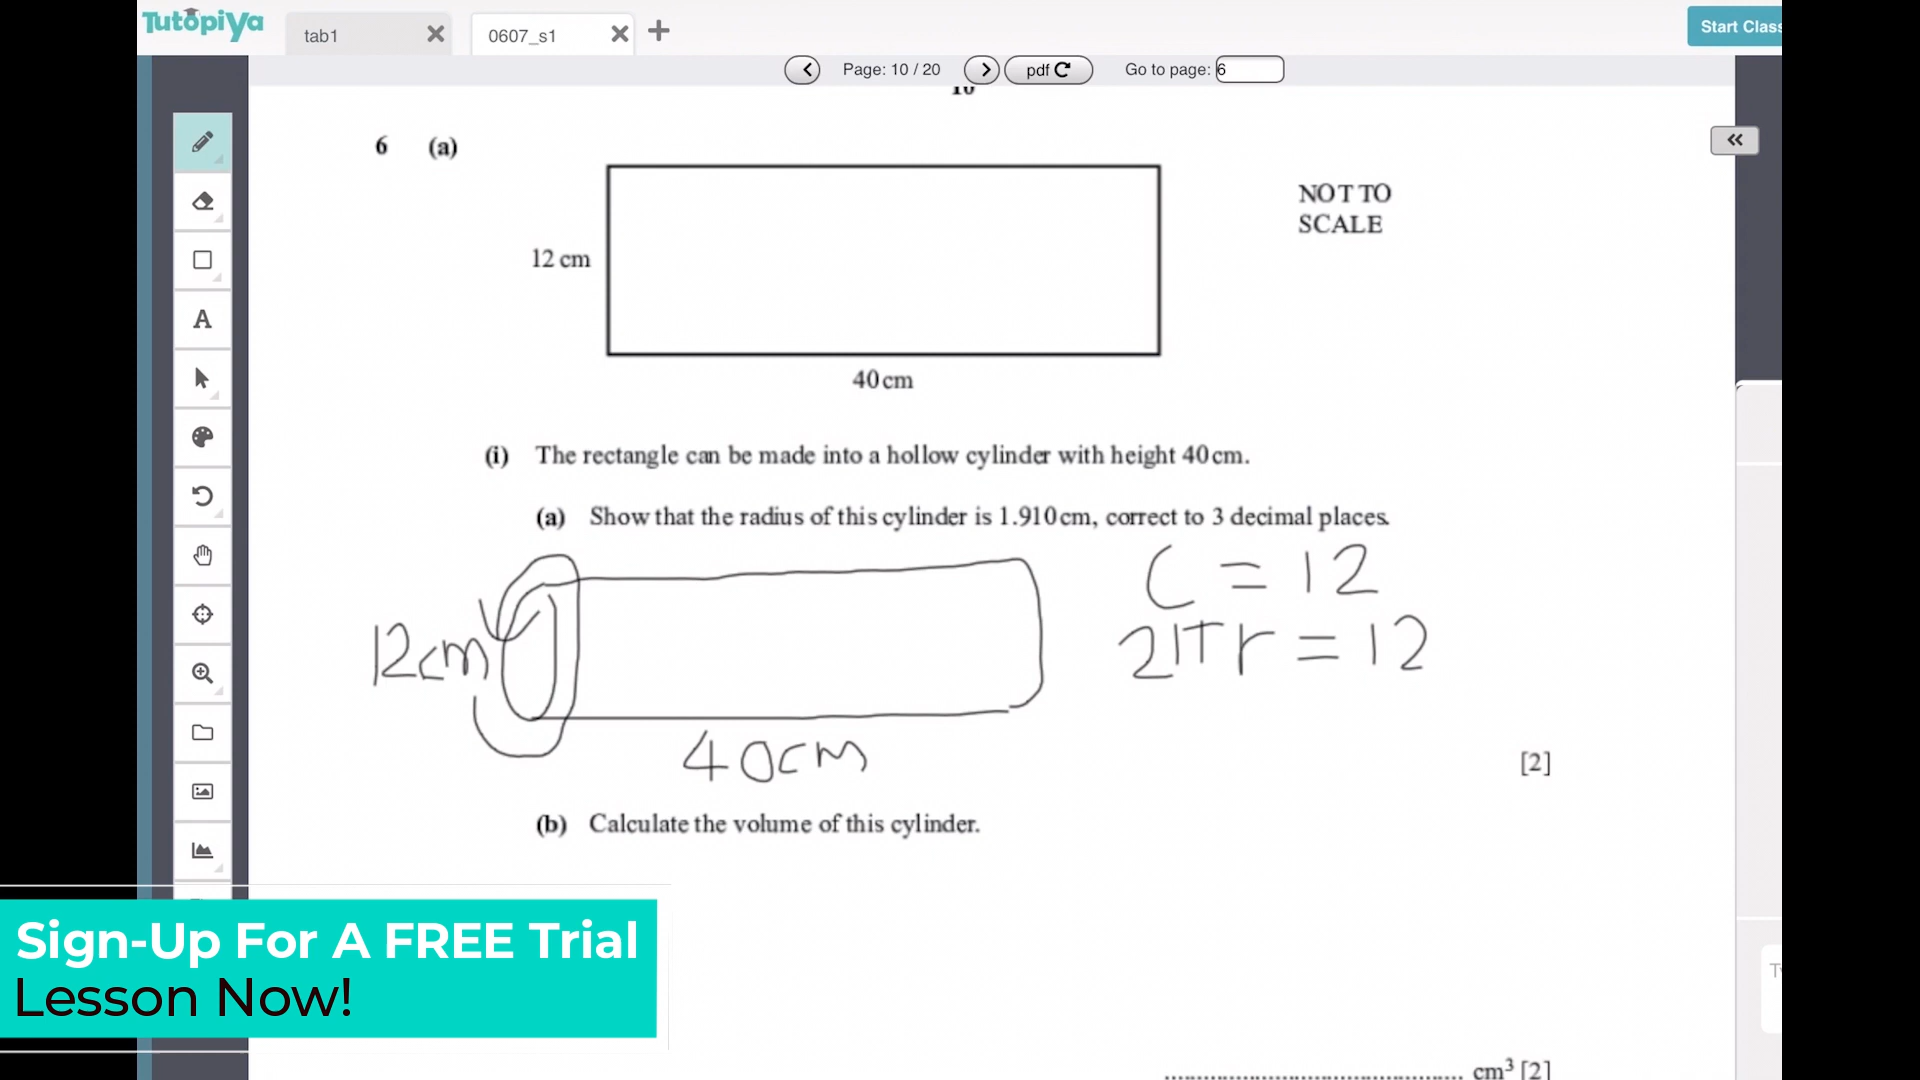 Tutopiya
tab1
0607_s1
Start Clas
Page: 10 / 20
pdf
Go to page: 6
10
6 (a)
NOT TO
SCALE
12 cm
40 cm
(i) The rectangle can be made into a hollow cylinder with height 40 cm.
(a) Show that the radius of this cylinder is 1.910 cm, correct to 3 decimal places.
C = 12
2πr = 12
12cm
40cm
[2]
(b) Calculate the volume of this cylinder.
Sign-Up For A FREE Trial
Lesson Now!
cm³ [2]